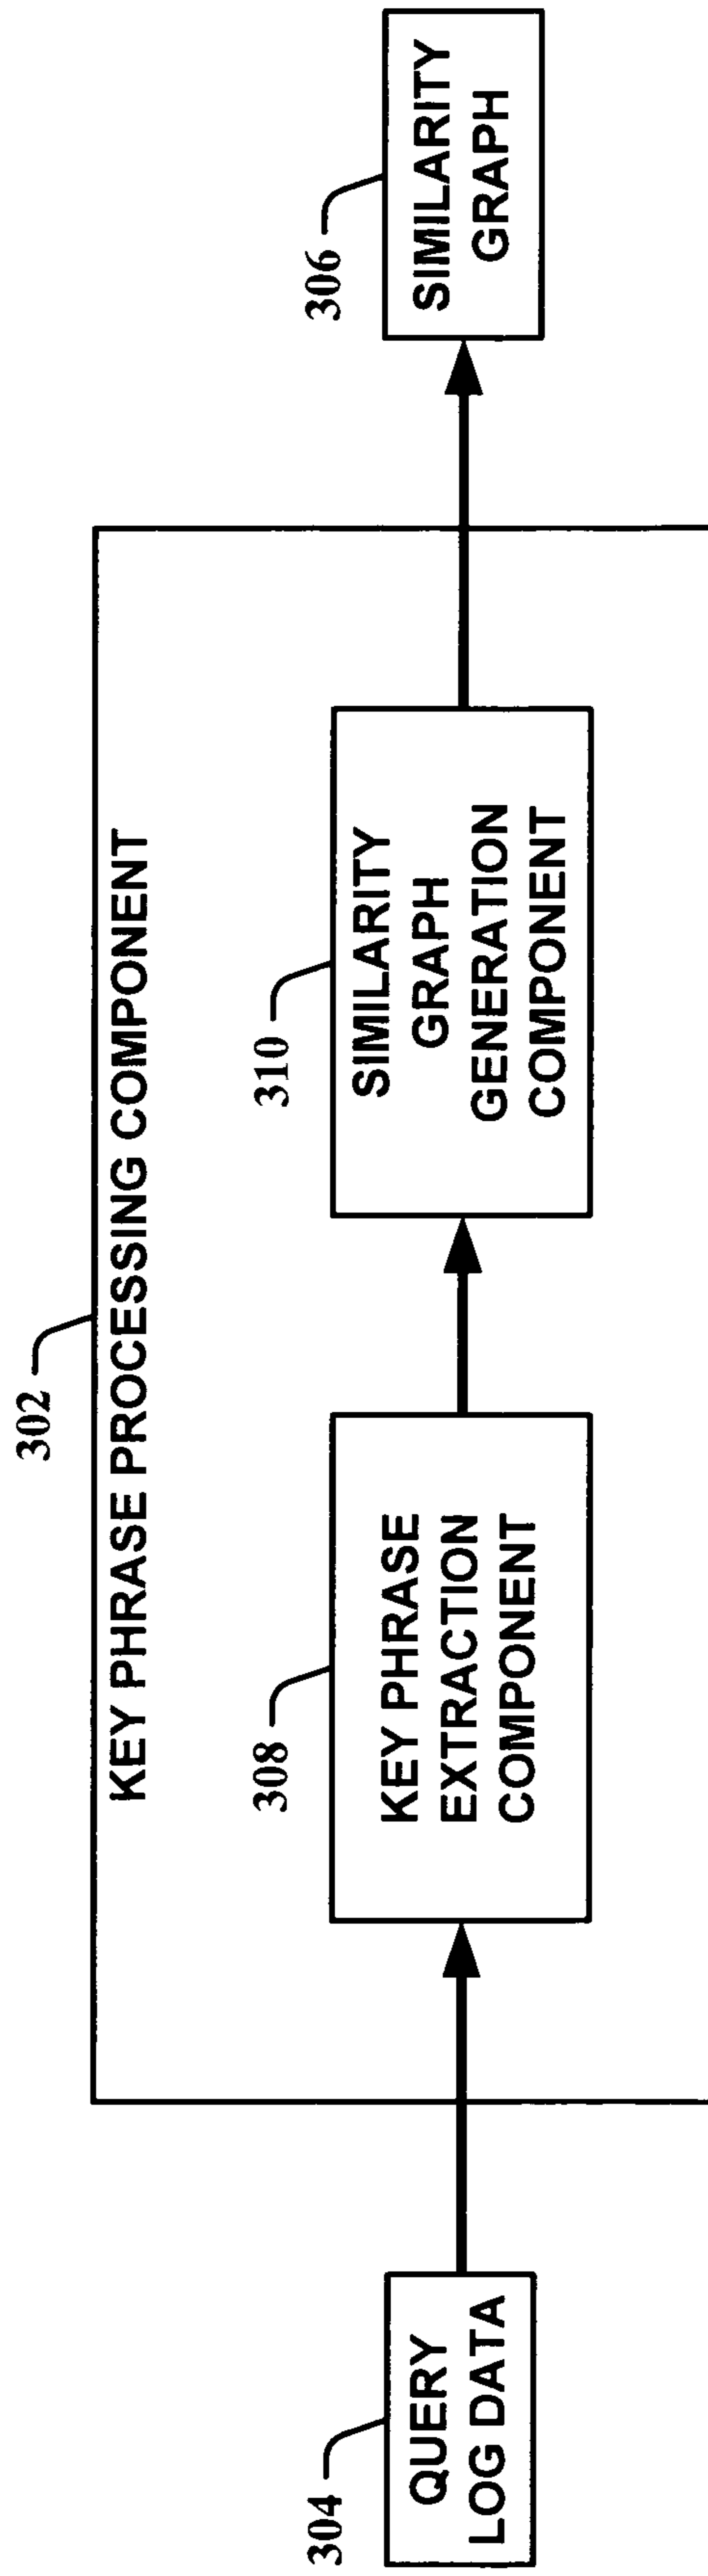 302
KEY PHRASE PROCESSING COMPONENT
304
QUERY
LOG DATA
308
KEY PHRASE
EXTRACTION
COMPONENT
310
SIMILARITY
GRAPH
GENERATION
COMPONENT
306
SIMILARITY
GRAPH